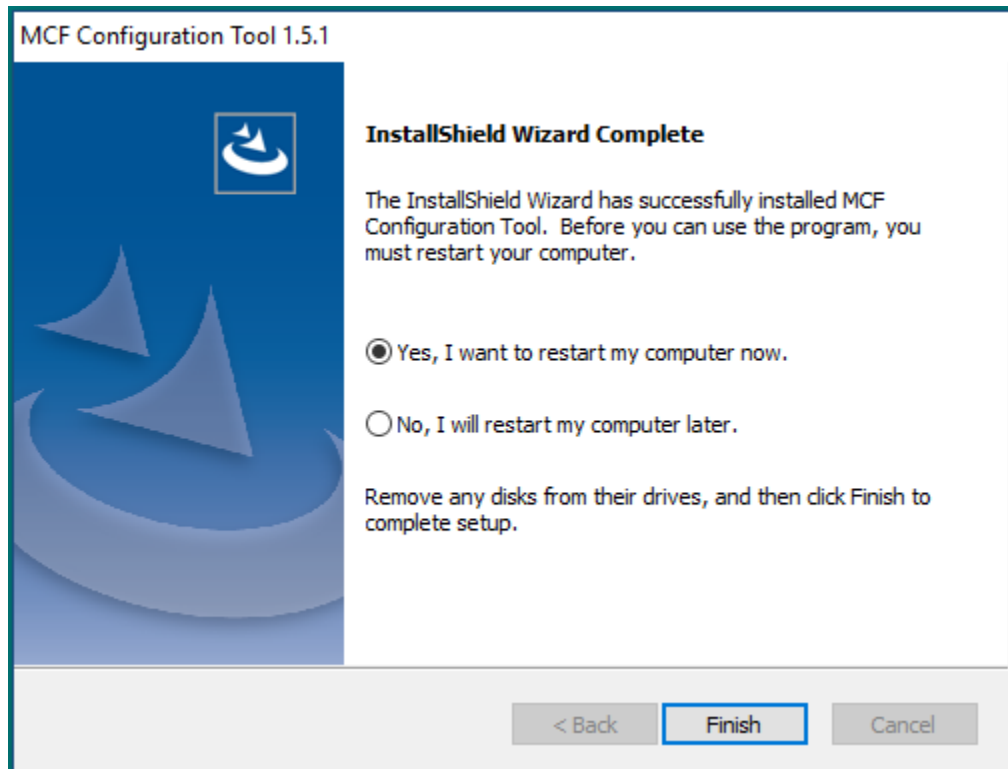 MCF Configuration Tool 1.5.1
InstallShield Wizard Complete
The InstallShield Wizard has successfully installed MCF
Configuration Tool.  Before you can use the program, you
must restart your computer.
Yes, I want to restart my computer now.
No, I will restart my computer later.
Remove any disks from their drives, and then click Finish to
complete setup.
< Back
Finish
Cancel